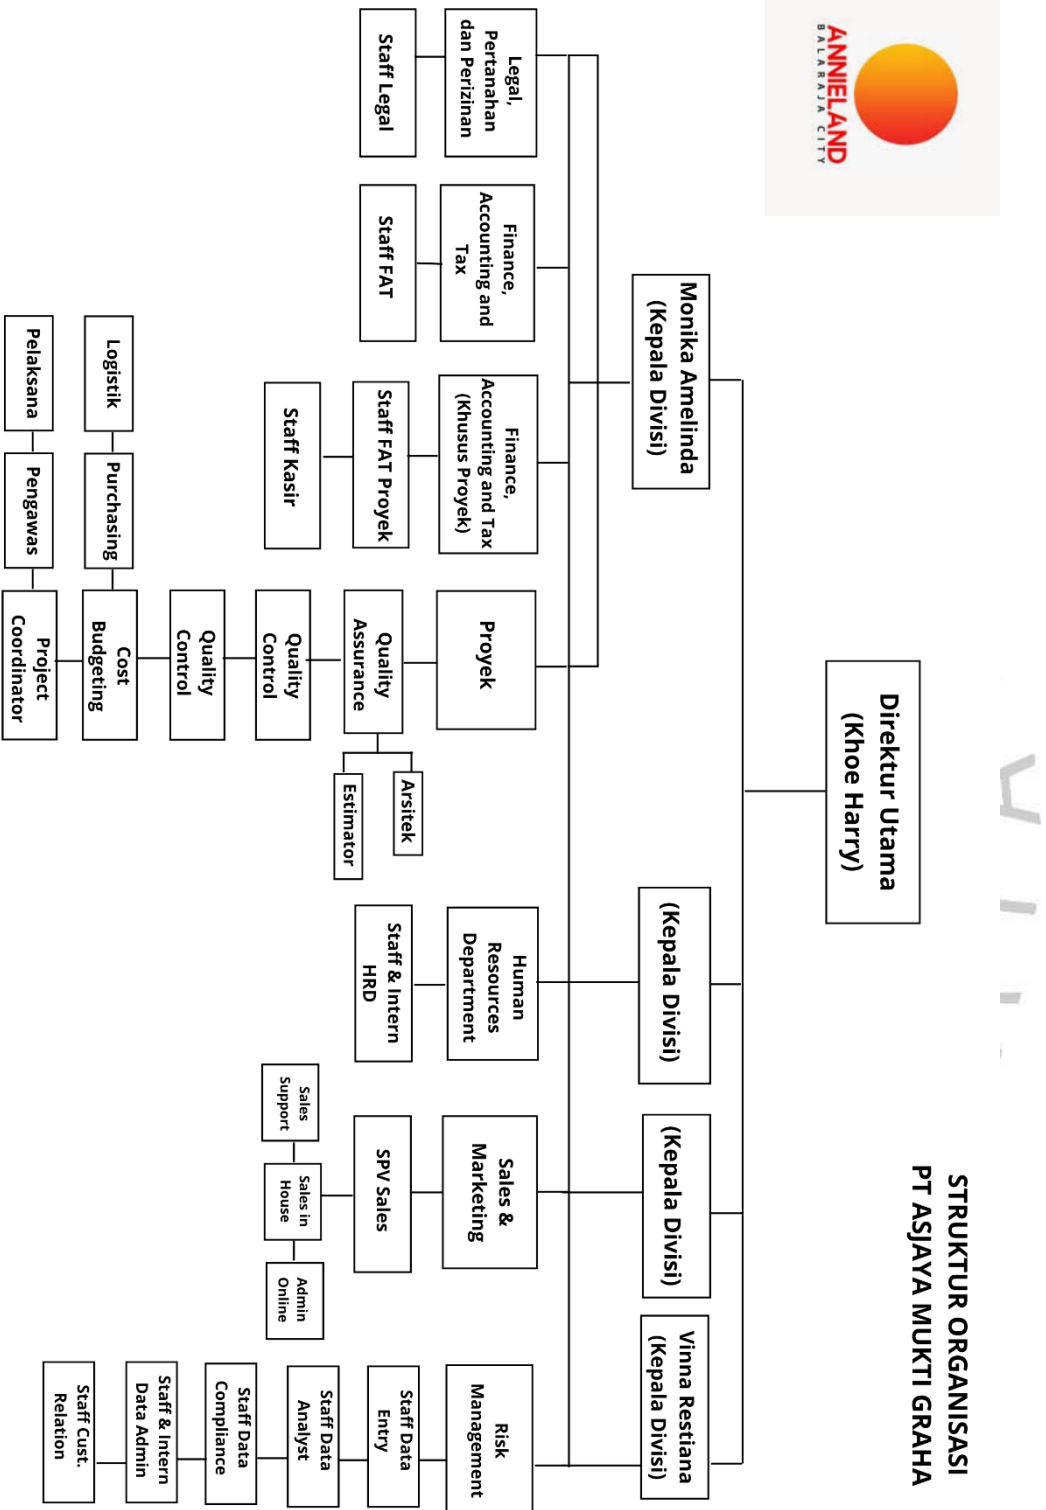 ANNIELAND
BALARAJA CITY
STRUKTUR ORGANISASI
PT ASJAYA MUKTI GRAHA
Direktur Utama
(Khoe Harry)
Monika Amelinda
(Kepala Divisi)
(Kepala Divisi)
(Kepala Divisi)
Vinna Restiana
(Kepala Divisi)
Legal,
Pertanahan
dan Perizinan
Finance,
Accounting and
Tax
Finance,
Accounting and Tax
(Khusus Proyek)
Proyek
Human
Resources
Department
Sales &
Marketing
Risk
Management
Staff Legal
Staff FAT
Staff FAT Proyek
Staff Kasir
Quality
Assurance
Arsitek
Estimator
Quality
Control
Quality
Control
Logistik
Purchasing
Cost
Budgeting
Pelaksana
Pengawas
Project
Coordinator
Staff & Intern
HRD
SPV Sales
Sales
Support
Sales in
House
Admin
Online
Staff Data
Entry
Staff Data
Analyst
Staff Data
Compliance
Staff & Intern
Data Admin
Staff Cust.
Relation